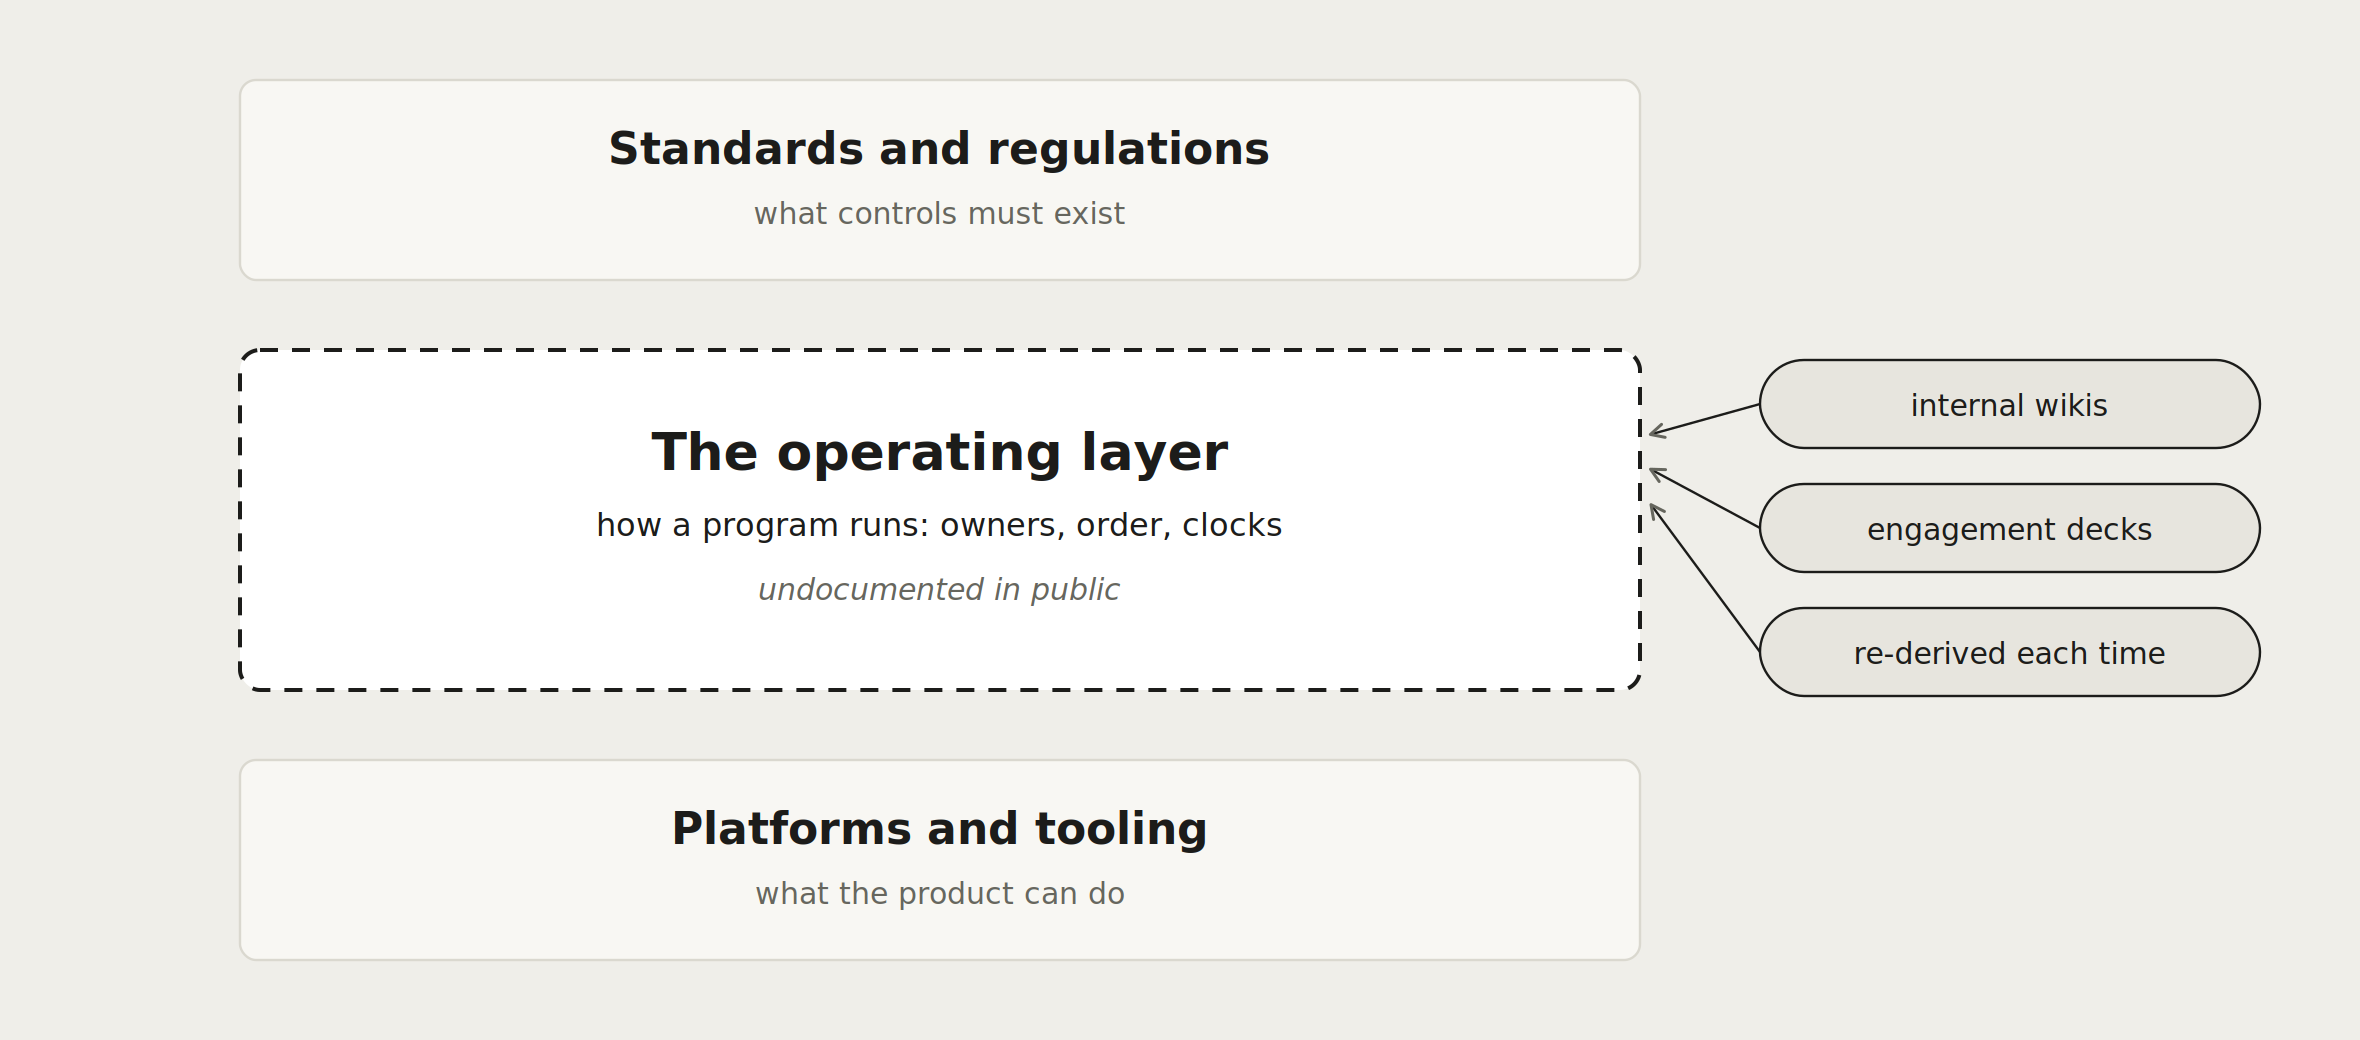 Standards and regulations
what controls must exist
The operating layer
how a program runs: owners, order, clocks
undocumented in public
internal wikis
engagement decks
re-derived each time
Platforms and tooling
what the product can do